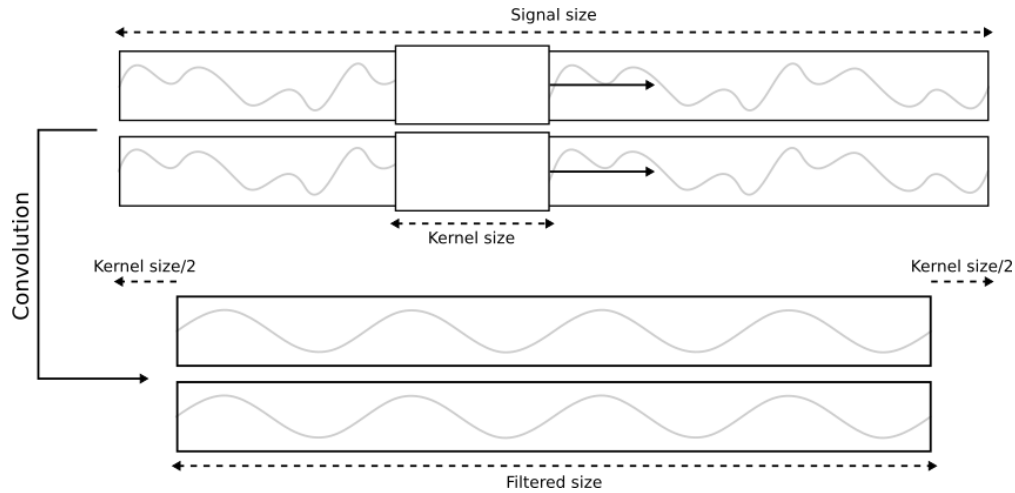 Signal size
Kernel size
Convolution
Kernel size/2
Kernel size/2
Filtered size